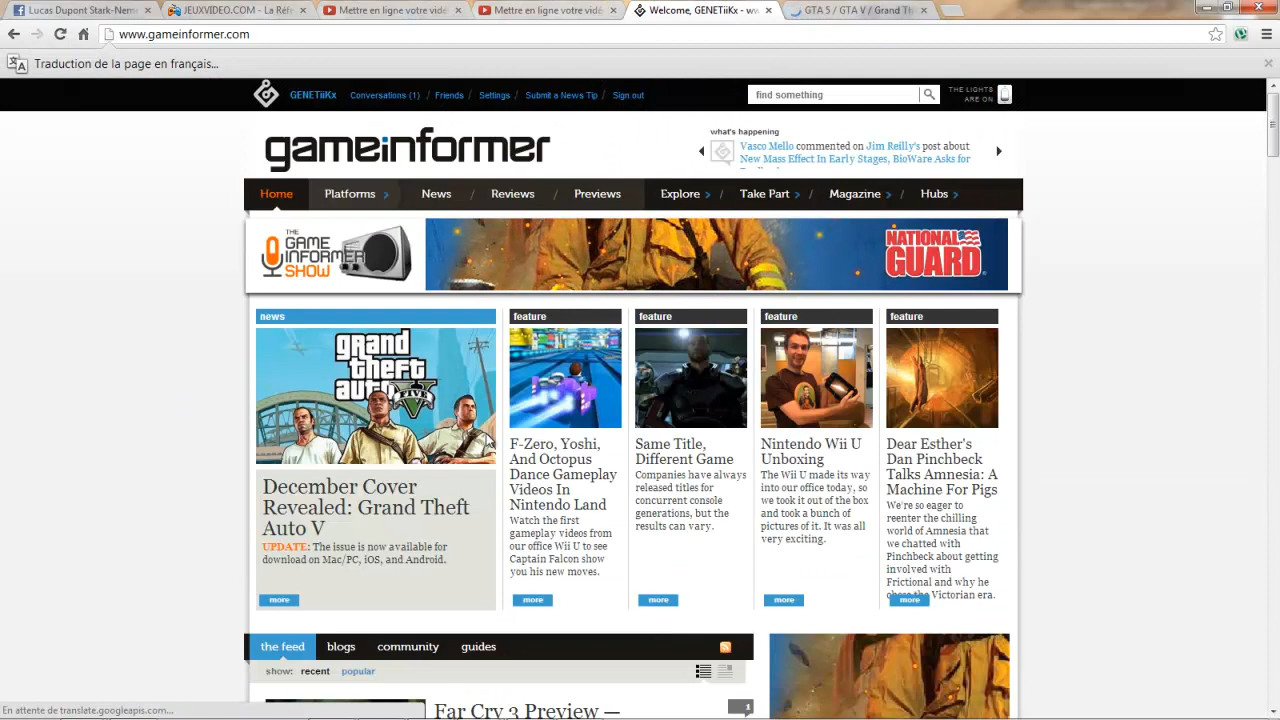 Lucas Dupont Stark-Neme
JEUXVIDEO.COM - La Réf
Mettre en ligne votre vidé
Mettre en ligne votre vidé
Welcome, GENETiiKx - ww
GTA 5 / GTA V / Grand Th
www.gameinformer.com
Traduction de la page en français...
GENETiiKx
Conversations (1) / Friends / Settings / Submit a News Tip / Sign out
find something
THE LIGHTS
ARE ON
gameinformer
what's happening
Vasco Mello commented on Jim Reilly's post about
New Mass Effect In Early Stages, BioWare Asks for
Home
Platforms
News / Reviews / Previews
Explore / Take Part / Magazine / Hubs
THE
GAME
INFORMER
SHOW
NATIONAL
GUARD
news
grand
theft
auto
FIVE
December Cover
Revealed: Grand Theft
Auto V
UPDATE: The issue is now available for
download on Mac/PC, iOS, and Android.
more
feature
F-Zero, Yoshi,
And Octopus
Dance Gameplay
Videos In
Nintendo Land
Watch the first
gameplay videos from
our office Wii U to see
Captain Falcon show
you his new moves.
more
feature
Same Title,
Different Game
Companies have always
released titles for
concurrent console
generations, but the
results can vary.
more
feature
Nintendo Wii U
Unboxing
The Wii U made its way
into our office today, so
we took it out of the box
and took a bunch of
pictures of it. It was all
very exciting.
more
feature
Dear Esther's
Dan Pinchbeck
Talks Amnesia: A
Machine For Pigs
We're so eager to
reenter the chilling
world of Amnesia that
we chatted with
Pinchbeck about getting
involved with
Frictional and why he
chose the Victorian era.
more
the feed
blogs
community
guides
show: recent popular
Far Cry 3 Preview —
1
En attente de translate.googleapis.com...